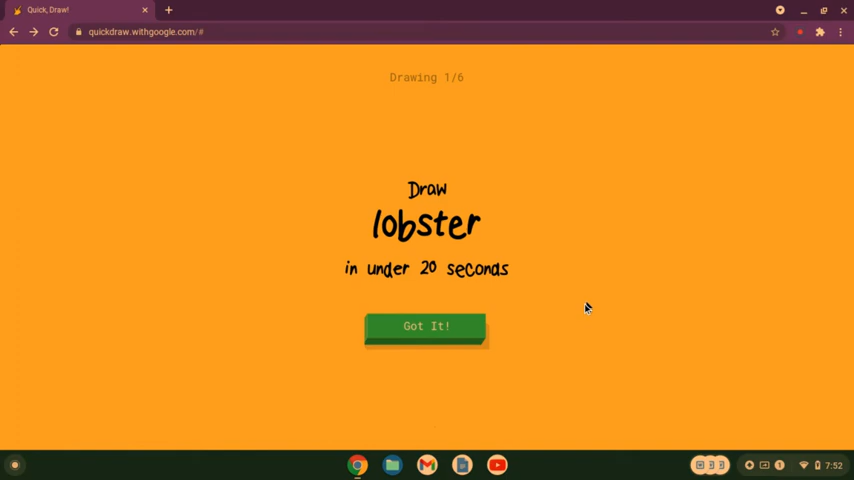 Quick, Draw!
quickdraw.withgoogle.com/#
Drawing 1/6
Draw
lobster
in under 20 seconds
Got It!
7:52